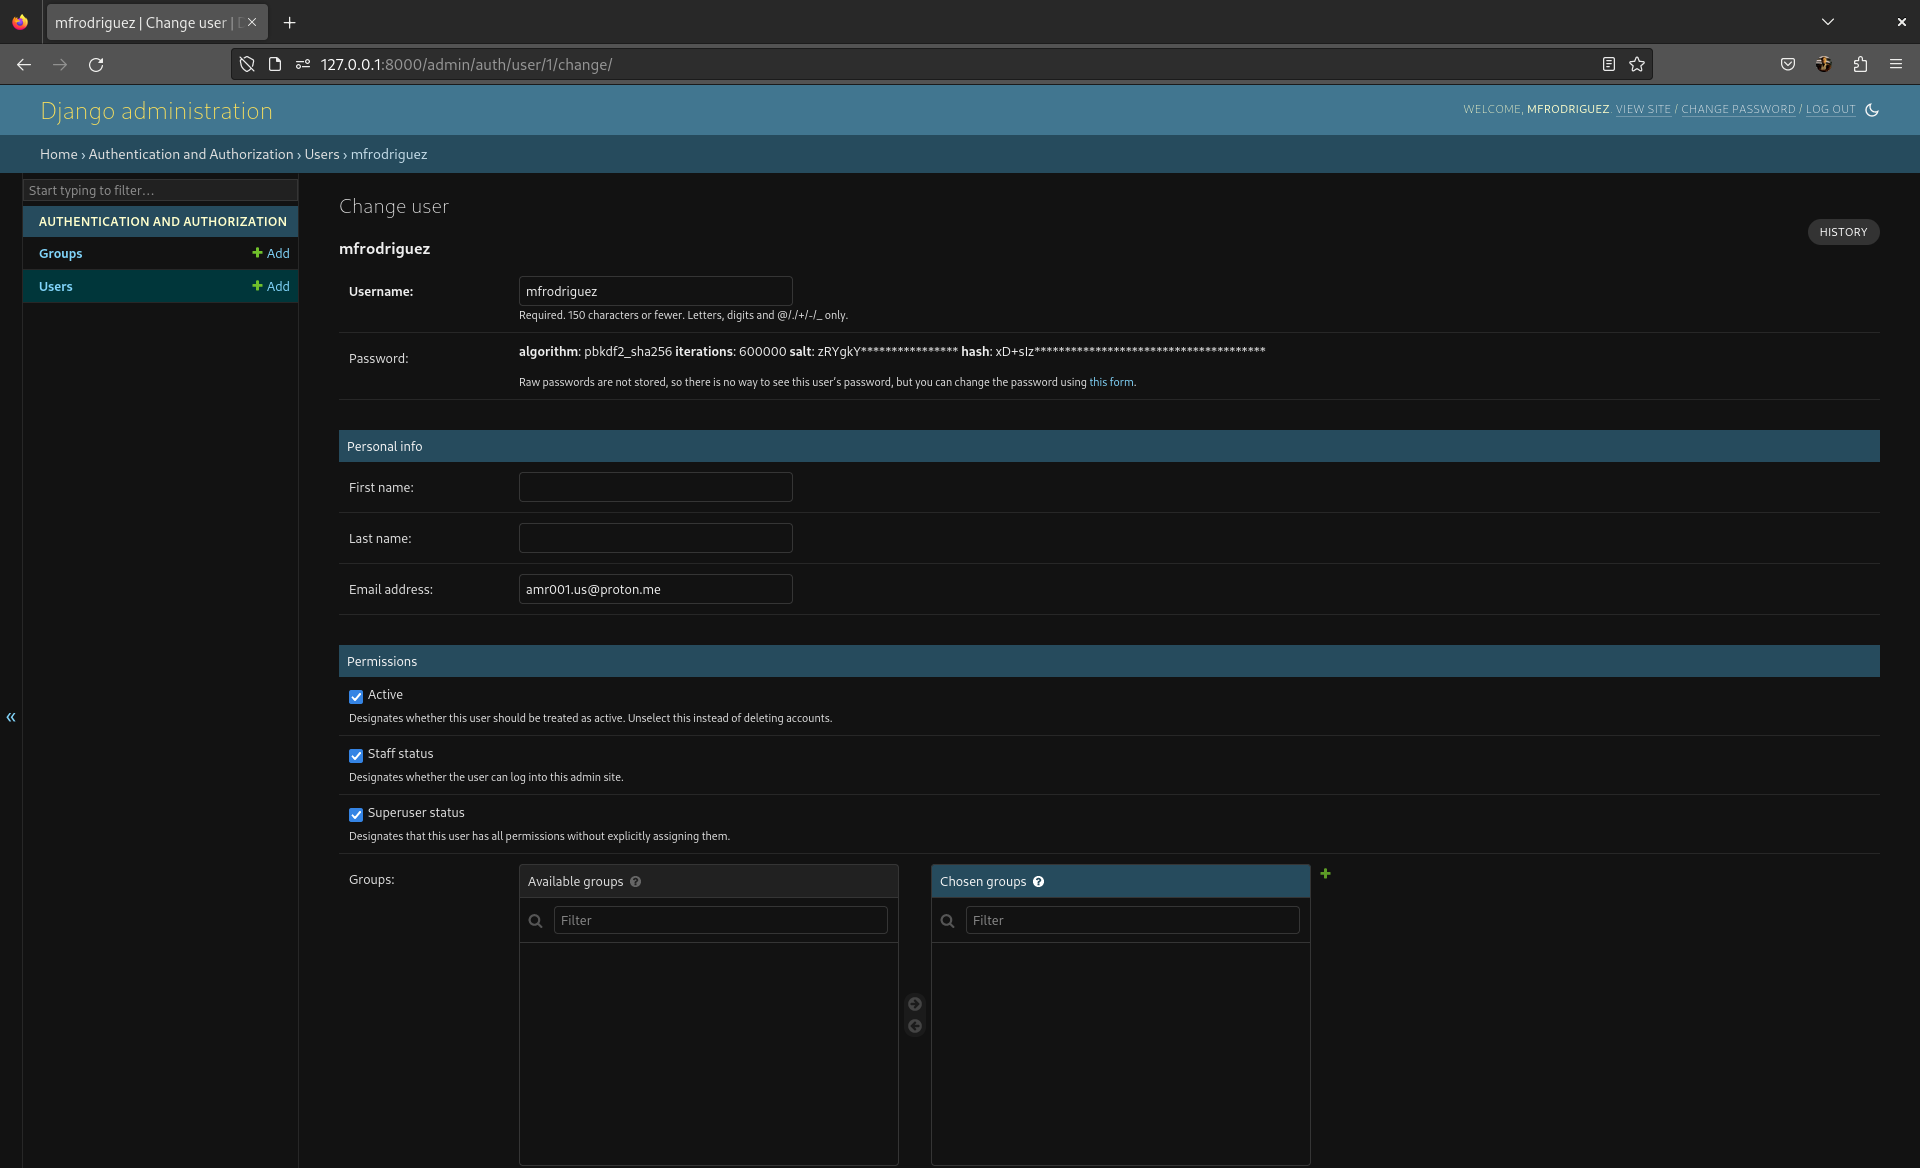 mfrodriguez | Change user |
127.0.0.1:8000/admin/auth/user/1/change/
Django administration
WELCOME, MFRODRIGUEZ. VIEW SITE / CHANGE PASSWORD / LOG OUT
Home › Authentication and Authorization › Users › mfrodriguez
Start typing to filter…
AUTHENTICATION AND AUTHORIZATION
Groups + Add
Users + Add
«
Change user
HISTORY
mfrodriguez
Username: mfrodriguez
Required. 150 characters or fewer. Letters, digits and @/./+/-/_ only.
Password: algorithm: pbkdf2_sha256 iterations: 600000 salt: zRYgkY**************** hash: xD+sIz**************************************
Raw passwords are not stored, so there is no way to see this user's password, but you can change the password using this form.
Personal info
First name:
Last name:
Email address: amr001.us@proton.me
Permissions
Active
Designates whether this user should be treated as active. Unselect this instead of deleting accounts.
Staff status
Designates whether the user can log into this admin site.
Superuser status
Designates that this user has all permissions without explicitly assigning them.
Groups:
Available groups ?
Filter
Chosen groups ?
Filter